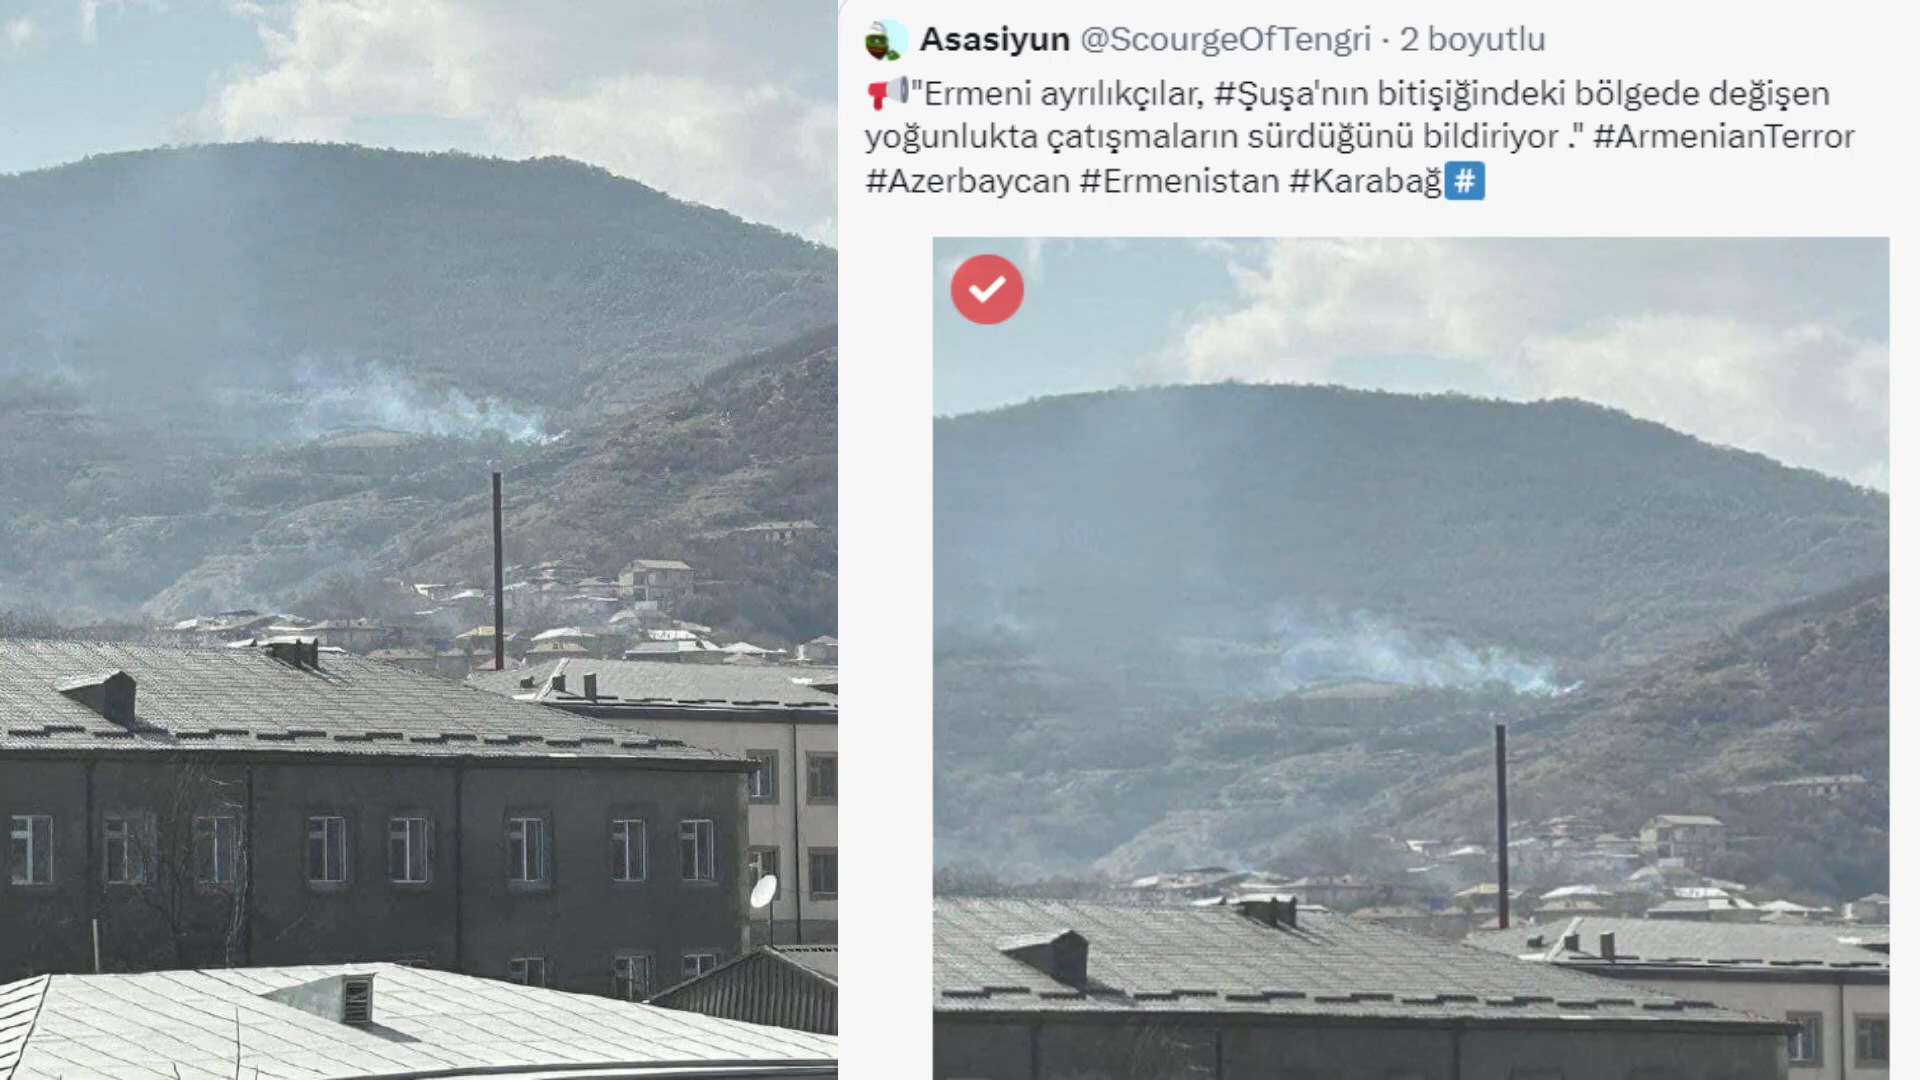 Asasiyun @ScourgeOfTengri · 2 boyutlu
"Ermeni ayrılıkçılar, #Şuşa'nın bitişiğindeki bölgede değişen
yoğunlukta çatışmaların sürdüğünü bildiriyor ." #ArmenianTerror
#Azerbaycan #Ermenistan #Karabağ#